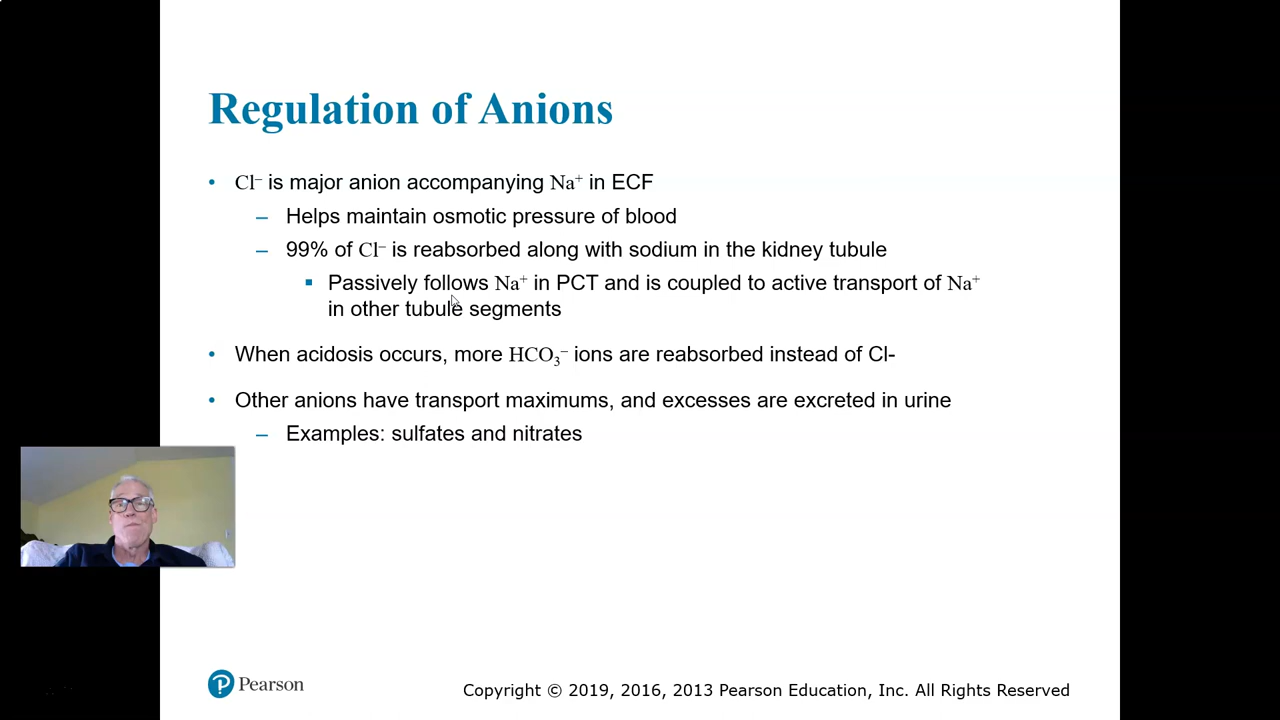 Regulation of Anions
• Cl⁻ is major anion accompanying Na⁺ in ECF
– Helps maintain osmotic pressure of blood
– 99% of Cl⁻ is reabsorbed along with sodium in the kidney tubule
▪ Passively follows Na⁺ in PCT and is coupled to active transport of Na⁺
in other tubule segments
• When acidosis occurs, more HCO₃⁻ ions are reabsorbed instead of Cl-
• Other anions have transport maximums, and excesses are excreted in urine
– Examples: sulfates and nitrates
P Pearson
Copyright © 2019, 2016, 2013 Pearson Education, Inc. All Rights Reserved